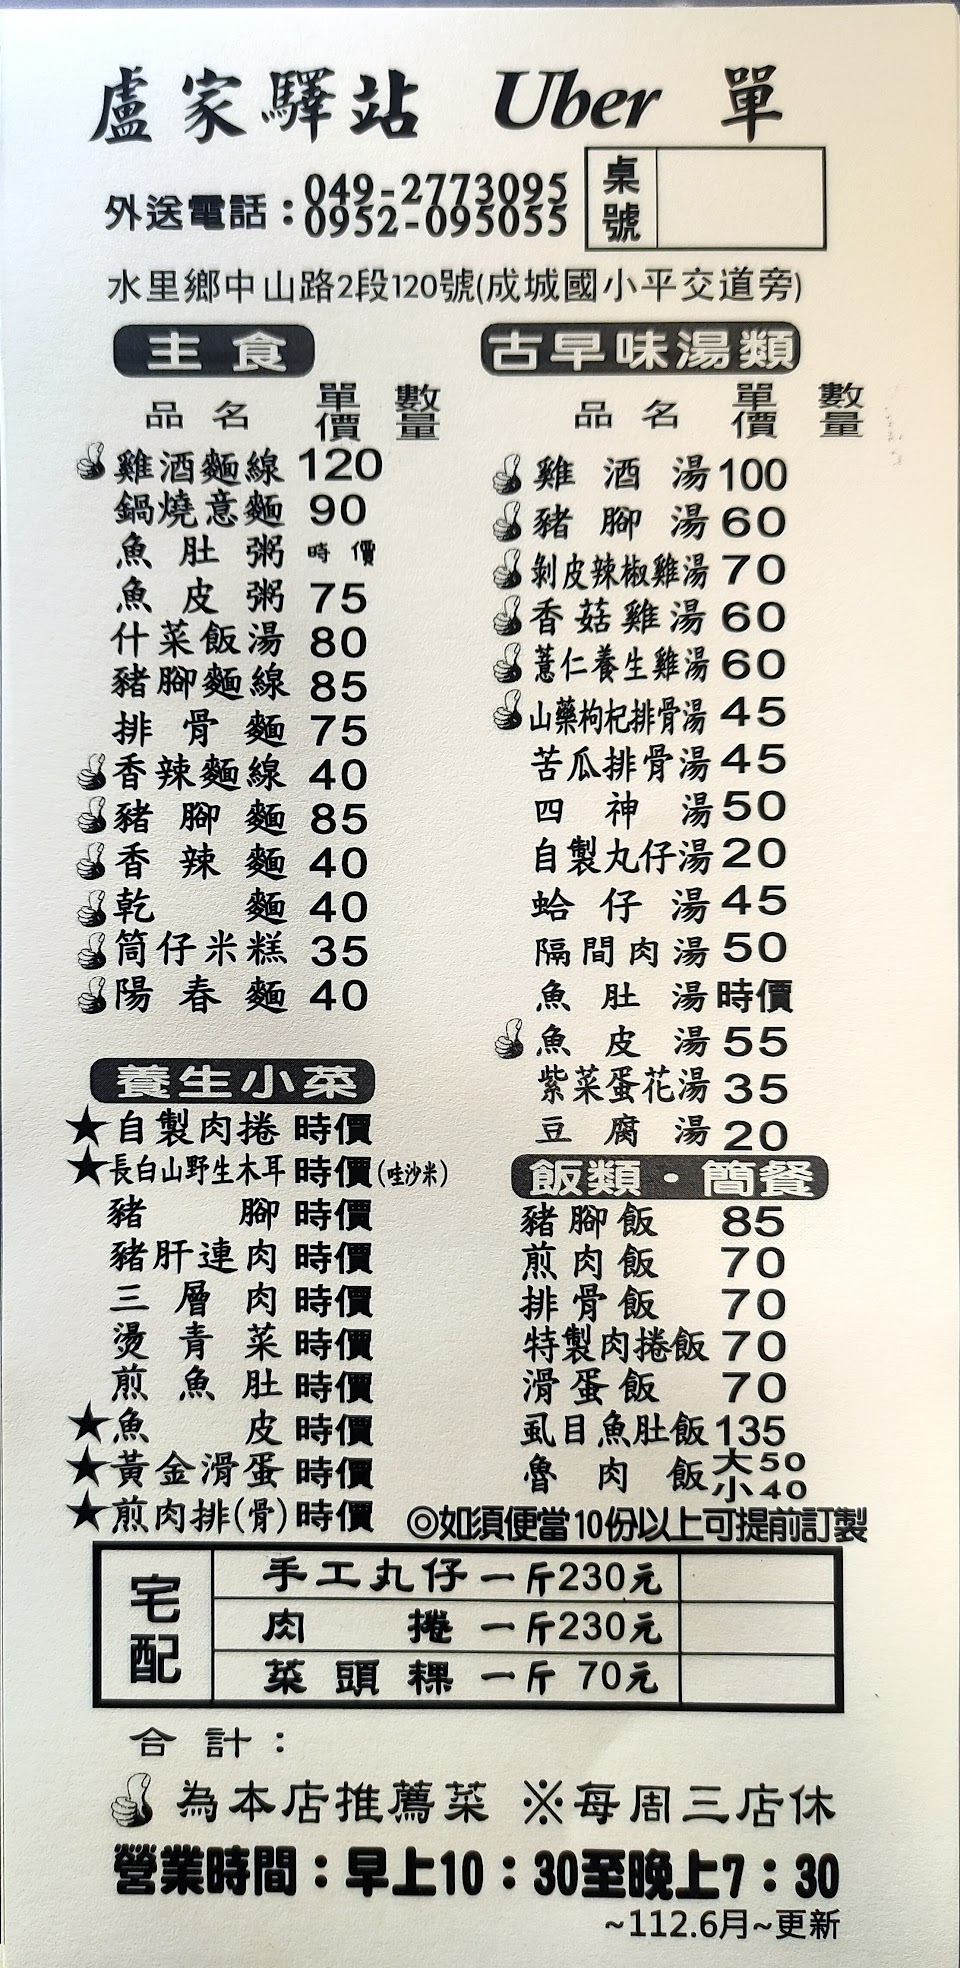 盧家驛站 Uber 單
外送電話：049-2773095
0952-095055
桌號
水里鄉中山路2段120號(成城國小平交道旁)
主食
品名 單價 數量
雞酒麵線 120
鍋燒意麵 90
魚肚粥 時價
魚皮粥 75
什菜飯湯 80
豬腳麵線 85
排骨麵 75
香辣麵線 40
豬腳麵 85
香辣麵 40
乾麵 40
筒仔米糕 35
陽春麵 40
養生小菜
★自製肉捲 時價
★長白山野生木耳 時價(哇沙米)
豬腳 時價
豬肝連肉 時價
三層肉 時價
燙青菜 時價
煎魚肚 時價
★魚皮 時價
★黃金滑蛋 時價
★煎肉排(骨) 時價
古早味湯類
品名 單價 數量
雞酒湯 100
豬腳湯 60
剝皮辣椒雞湯 70
香菇雞湯 60
薏仁養生雞湯 60
山藥枸杞排骨湯 45
苦瓜排骨湯 45
四神湯 50
自製丸仔湯 20
蛤仔湯 45
隔間肉湯 50
魚肚湯 時價
魚皮湯 55
紫菜蛋花湯 35
豆腐湯 20
飯類・簡餐
豬腳飯 85
煎肉飯 70
排骨飯 70
特製肉捲飯 70
滑蛋飯 70
虱目魚肚飯 135
魯肉飯 大50
小40
◎如須便當10份以上可提前訂製
宅配
手工丸仔 一斤230元
肉捲 一斤230元
菜頭粿 一斤 70元
合計：
為本店推薦菜 ※每周三店休
營業時間：早上10：30至晚上7：30
~112.6月~更新